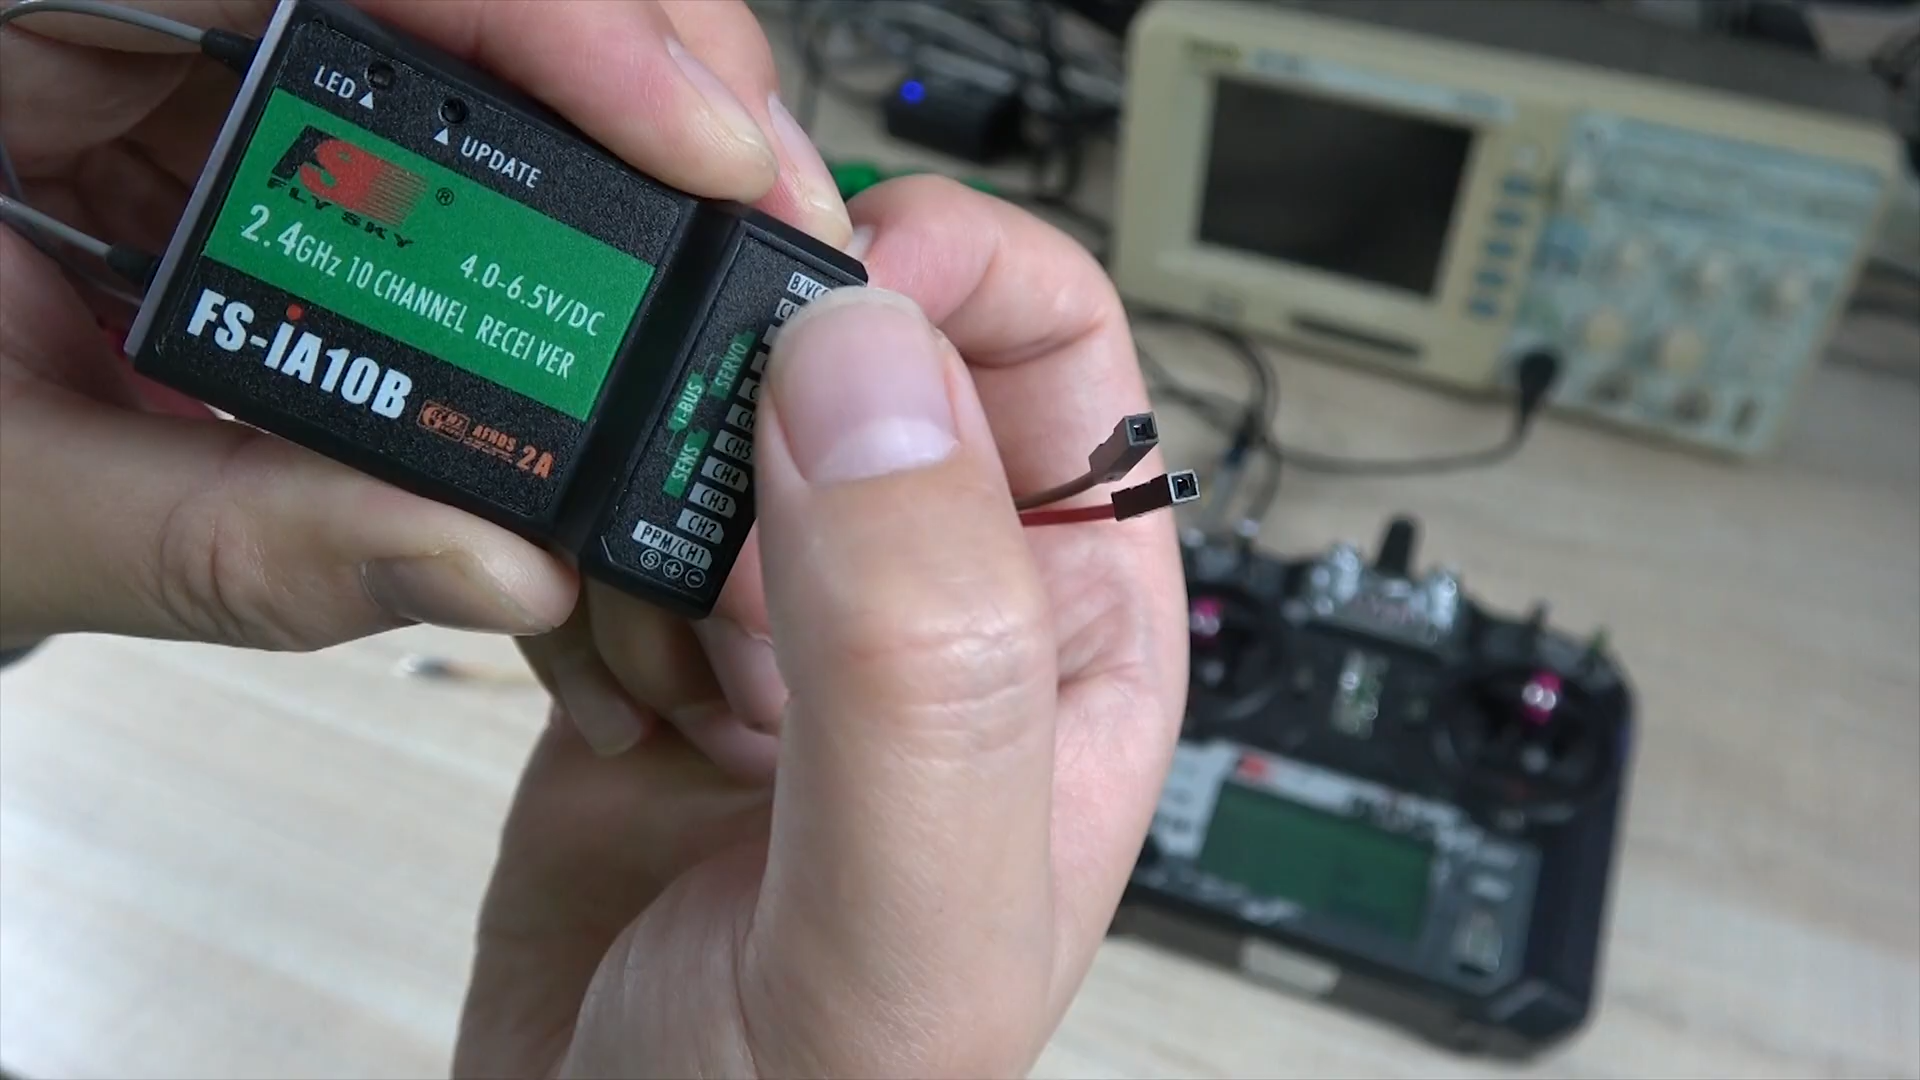 LED
UPDATE
FLY SKY ®
4.0-6.5V/DC
2.4GHz 10 CHANNEL RECEIVER
FS-iA10B
AFHDS 2A
B/VCC
SERVO
i-BUS
SENS
CH5
CH4
CH3
CH2
PPM/CH1
S + -